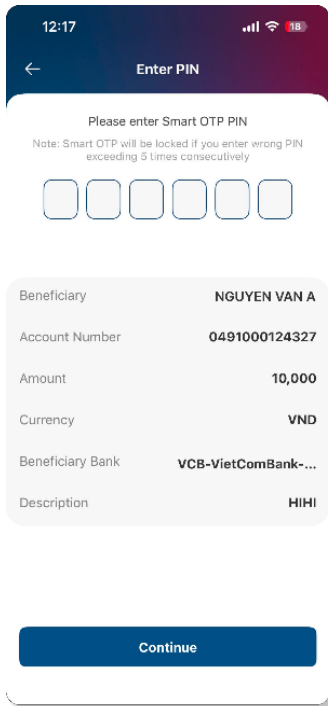 12:17
18
Enter PIN
Please enter Smart OTP PIN
Note: Smart OTP will be locked if you enter wrong PIN
exceeding 5 times consecutively
Beneficiary NGUYEN VAN A
Account Number 0491000124327
Amount 10,000
Currency VND
Beneficiary Bank VCB-VietComBank-...
Description HIHI
Continue